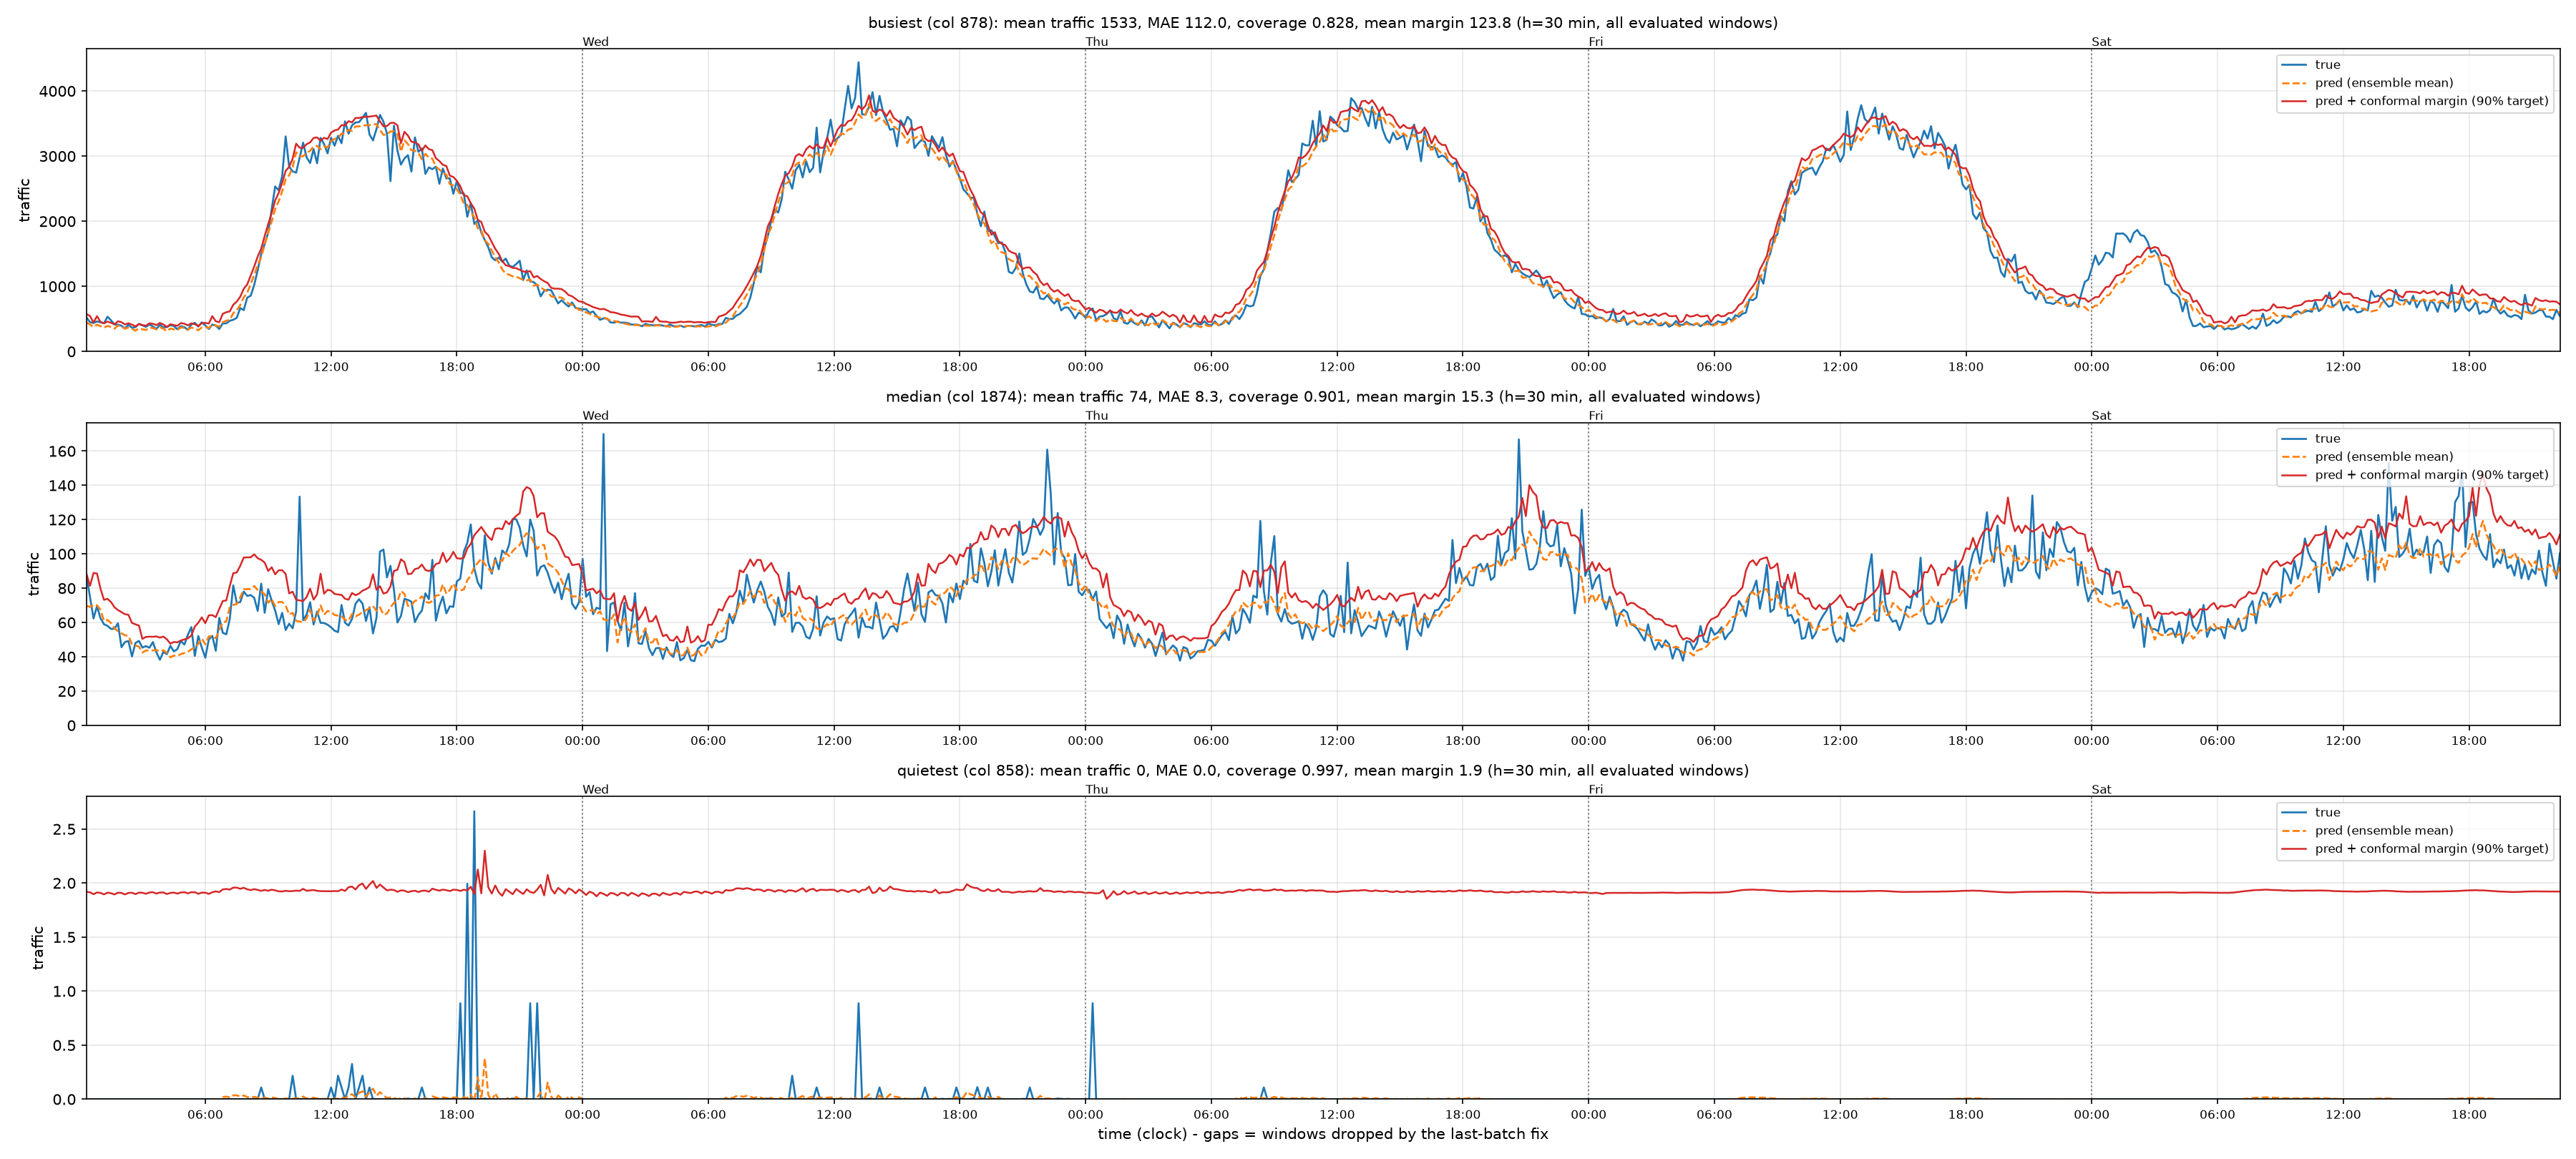 busiest (col 878): mean traffic 1533, MAE 112.0, coverage 0.828, mean margin 123.8 (h=30 min, all evaluated windows)
Wed Thu Fri Sat
true
pred (ensemble mean)
pred + conformal margin (90% target)
traffic
4000
3000
2000
1000
0
06:00 12:00 18:00 00:00 06:00 12:00 18:00 00:00 06:00 12:00 18:00 00:00 06:00 12:00 18:00 00:00 06:00 12:00 18:00
median (col 1874): mean traffic 74, MAE 8.3, coverage 0.901, mean margin 15.3 (h=30 min, all evaluated windows)
Wed Thu Fri Sat
true
pred (ensemble mean)
pred + conformal margin (90% target)
traffic
160
140
120
100
80
60
40
20
0
06:00 12:00 18:00 00:00 06:00 12:00 18:00 00:00 06:00 12:00 18:00 00:00 06:00 12:00 18:00 00:00 06:00 12:00 18:00
quietest (col 858): mean traffic 0, MAE 0.0, coverage 0.997, mean margin 1.9 (h=30 min, all evaluated windows)
Wed Thu Fri Sat
true
pred (ensemble mean)
pred + conformal margin (90% target)
traffic
2.5
2.0
1.5
1.0
0.5
0.0
06:00 12:00 18:00 00:00 06:00 12:00 18:00 00:00 06:00 12:00 18:00 00:00 06:00 12:00 18:00 00:00 06:00 12:00 18:00
time (clock) - gaps = windows dropped by the last-batch fix